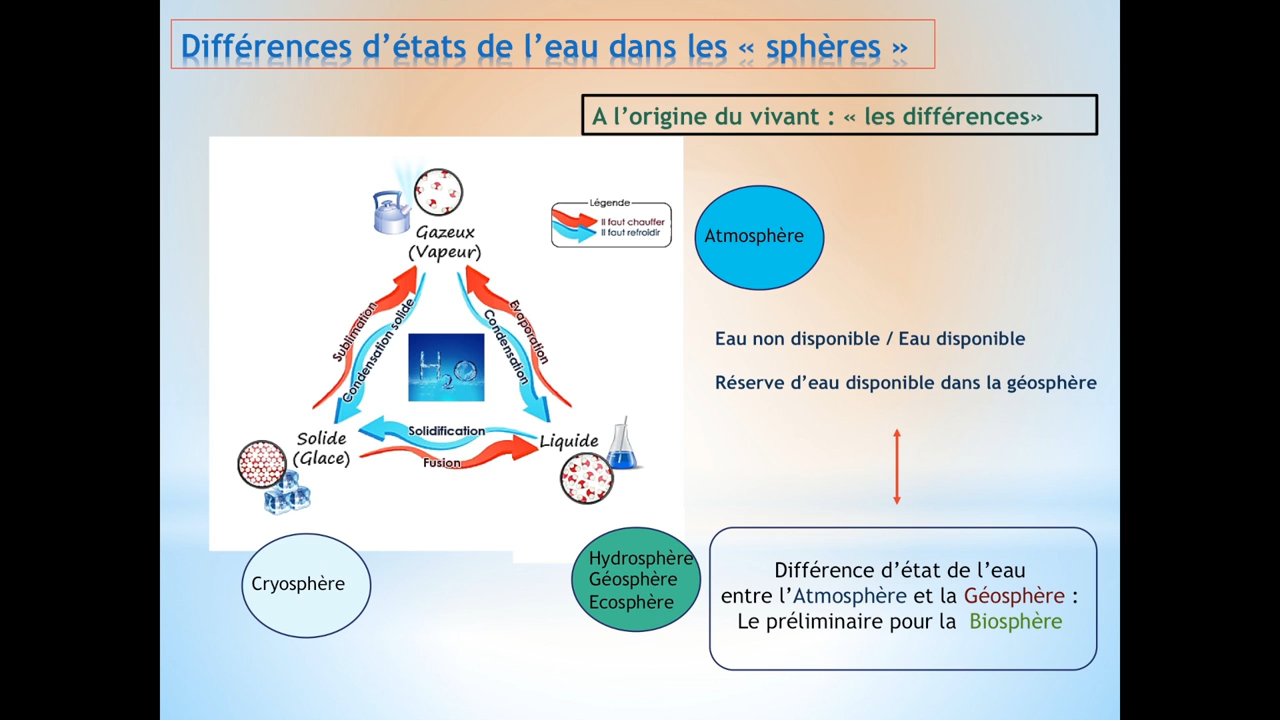 Différences d’états de l’eau dans les « sphères »
A l’origine du vivant : « les différences»
Légende
Il faut chauffer
Il faut refroidir
Gazeux
(Vapeur)
Atmosphère
Sublimation
Condensation solide
Evaporation
Condensation
H2O
Eau non disponible / Eau disponible
Réserve d’eau disponible dans la géosphère
Solide
(Glace)
Solidification
Fusion
Liquide
Cryosphère
Hydrosphère
Géosphère
Ecosphère
Différence d’état de l’eau
entre l’Atmosphère et la Géosphère :
Le préliminaire pour la Biosphère